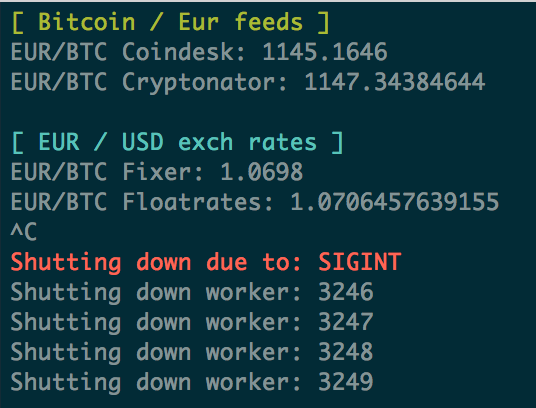 [ Bitcoin / Eur feeds ]
EUR/BTC Coindesk: 1145.1646
EUR/BTC Cryptonator: 1147.34384644
[ EUR / USD exch rates ]
EUR/BTC Fixer: 1.0698
EUR/BTC Floatrates: 1.0706457639155
^C
Shutting down due to: SIGINT
Shutting down worker: 3246
Shutting down worker: 3247
Shutting down worker: 3248
Shutting down worker: 3249